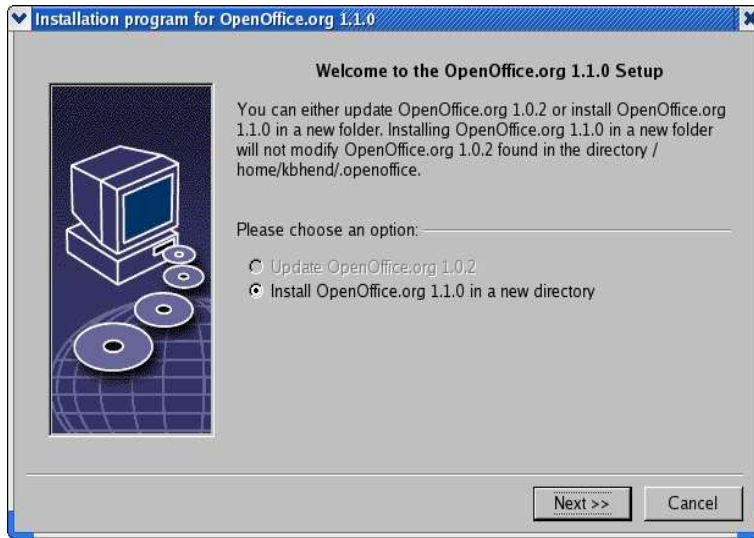 Installation program for OpenOffice.org 1.1.0
Welcome to the OpenOffice.org 1.1.0 Setup
You can either update OpenOffice.org 1.0.2 or install OpenOffice.org
1.1.0 in a new folder. Installing OpenOffice.org 1.1.0 in a new folder
will not modify OpenOffice.org 1.0.2 found in the directory /
home/kbhend/.openoffice.
Please choose an option:
Update OpenOffice.org 1.0.2
Install OpenOffice.org 1.1.0 in a new directory
Next >>
Cancel